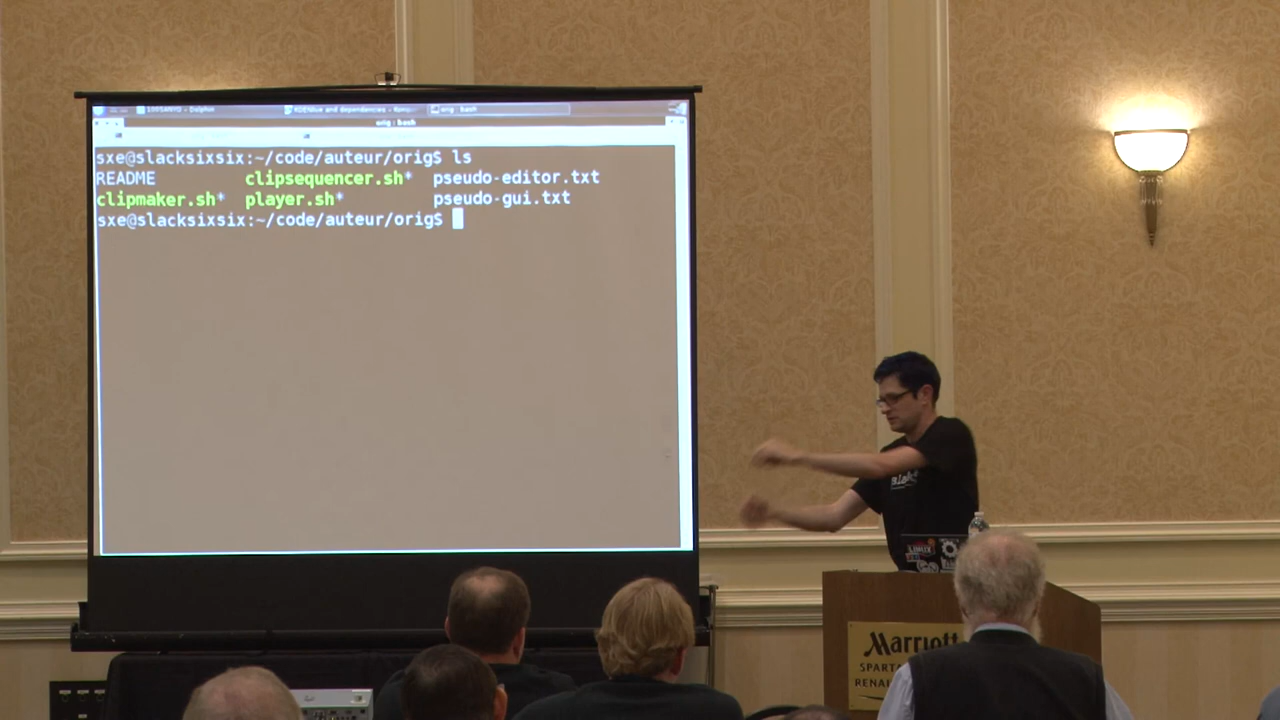 orig : bash
sxe@slacksixsix:~/code/auteur/orig$ ls
README clipsequencer.sh* pseudo-editor.txt
clipmaker.sh* player.sh* pseudo-gui.txt
sxe@slacksixsix:~/code/auteur/orig$
LINUX
Marriott